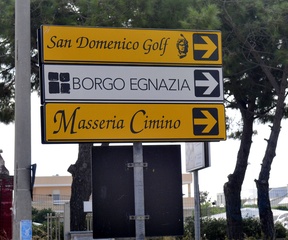 San Domenico Golf
BORGO EGNAZIA
Masseria Cimino